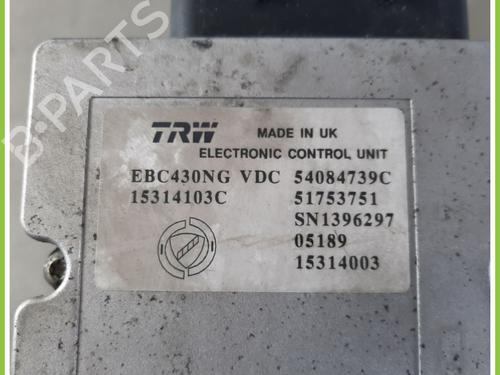 B-PARTS
TRW MADE IN UK
ELECTRONIC CONTROL UNIT
EBC430NG VDC 54084739C
15314103C 51753751
SN1396297
05189
15314003